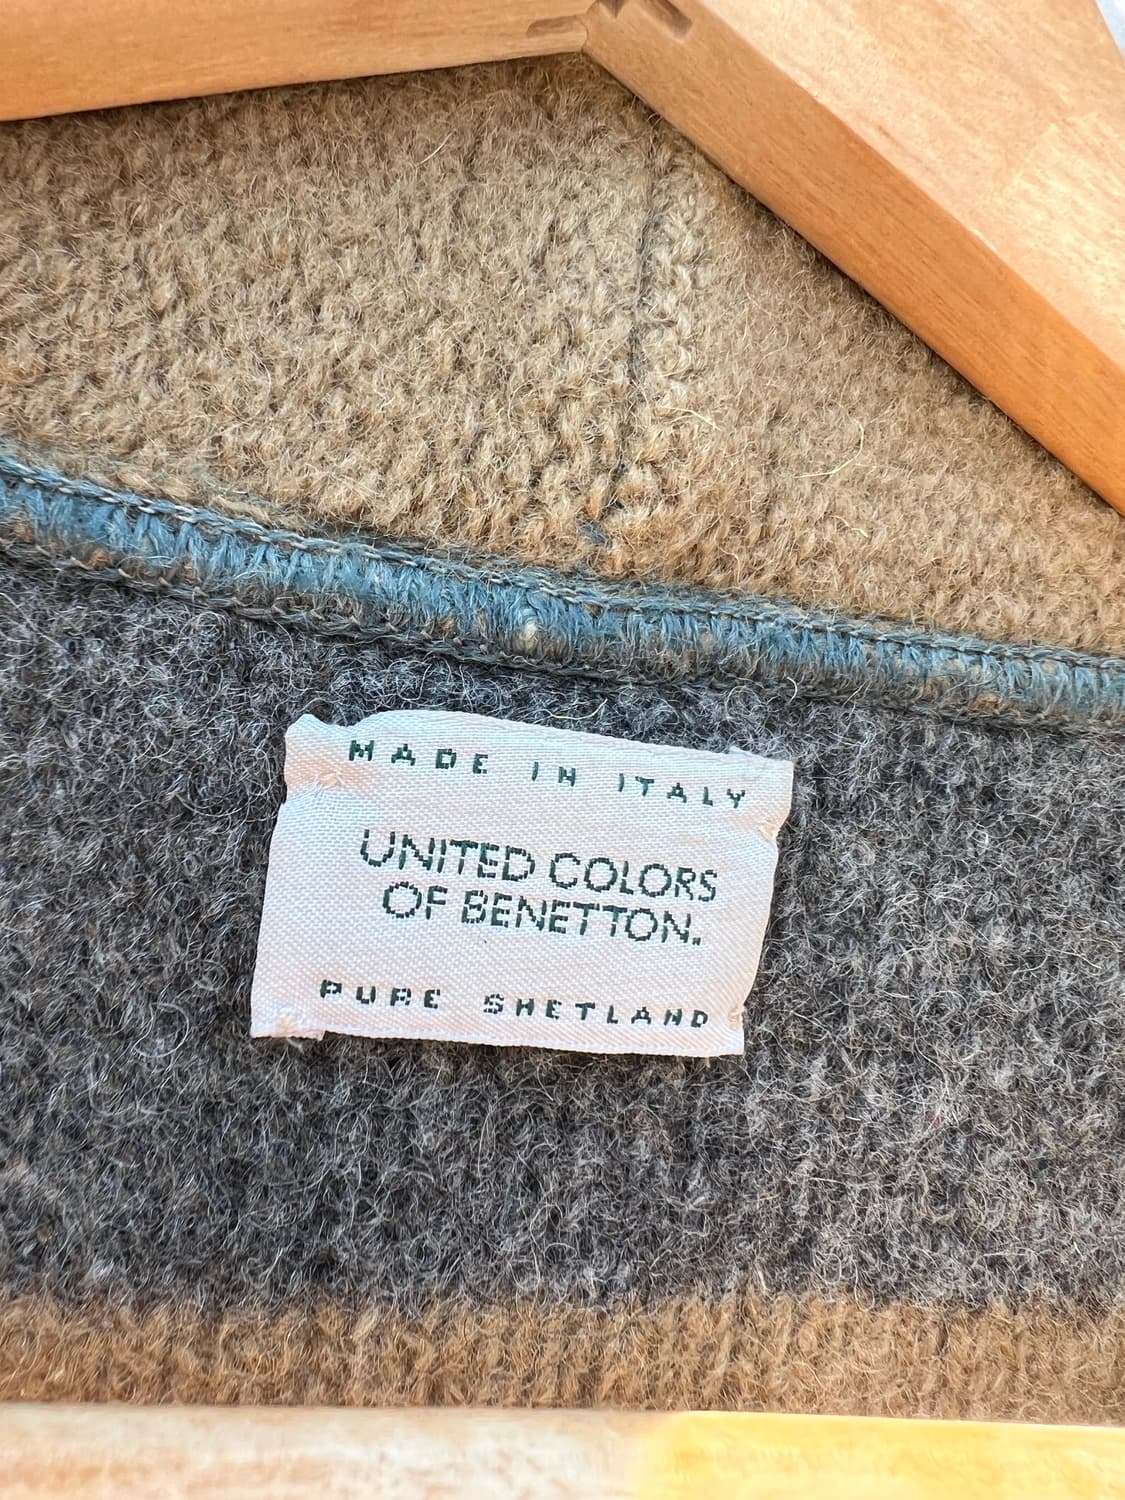 MADE IN ITALY
UNITED COLORS
OF BENETTON.
PURE SHETLAND